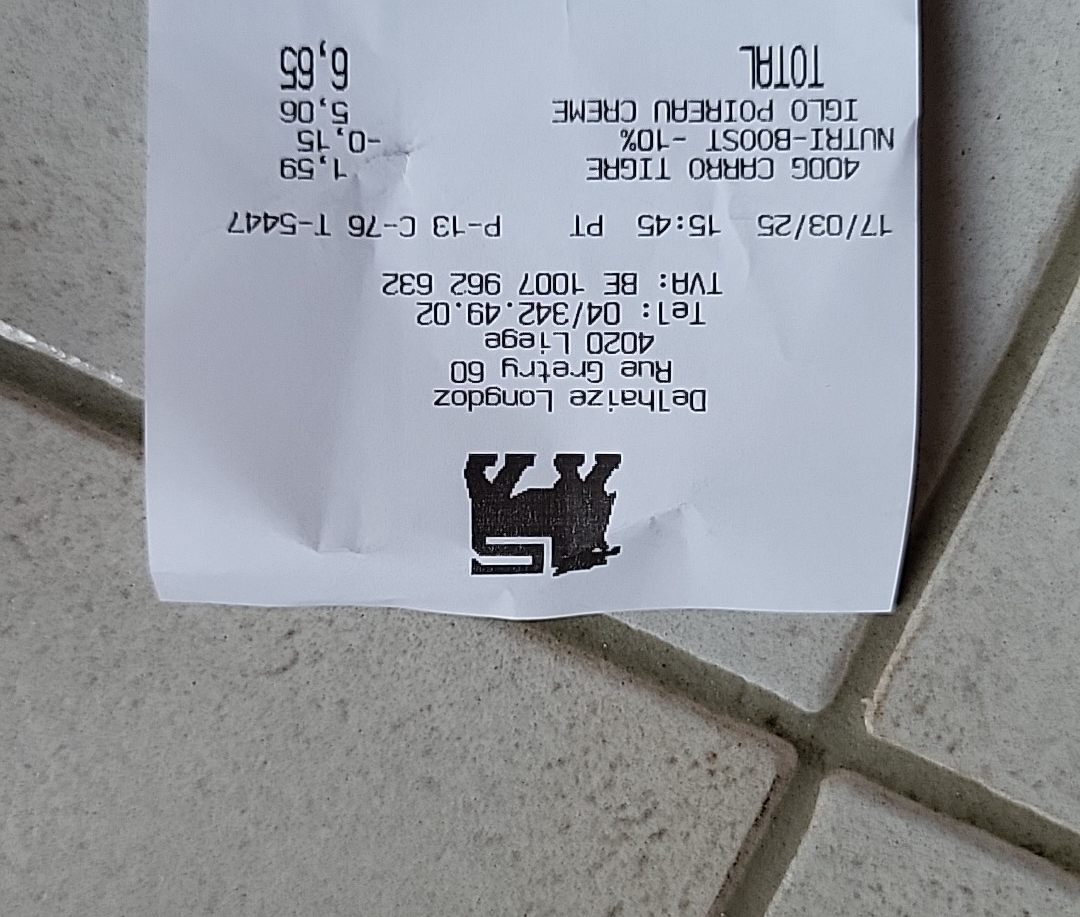 Delhaize Longdoz
Rue Gretry 60
4020 Liege
Tel: 04/342.49.02
TVA: BE 1007 962 632
17/03/25 15:45 PT P-13 C-76 T-5447
400G CARRO TIGRE 1,59
NUTRI-BOOST -10% -0,15
IGLO POIREAU CREME 5,06
TOTAL 6,65